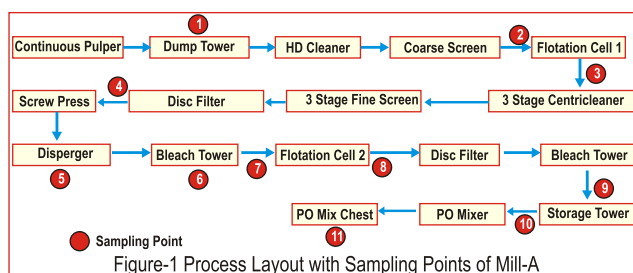 1
Continuous Pulper Dump Tower HD Cleaner Coarse Screen 2 Flotation Cell 1
3
Screw Press 4 Disc Filter 3 Stage Fine Screen 3 Stage Centricleaner
Disperger Bleach Tower Flotation Cell 2 Disc Filter Bleach Tower
5 6 7 8 9
PO Mix Chest PO Mixer 10 Storage Tower
11
Sampling Point
Figure-1 Process Layout with Sampling Points of Mill-A